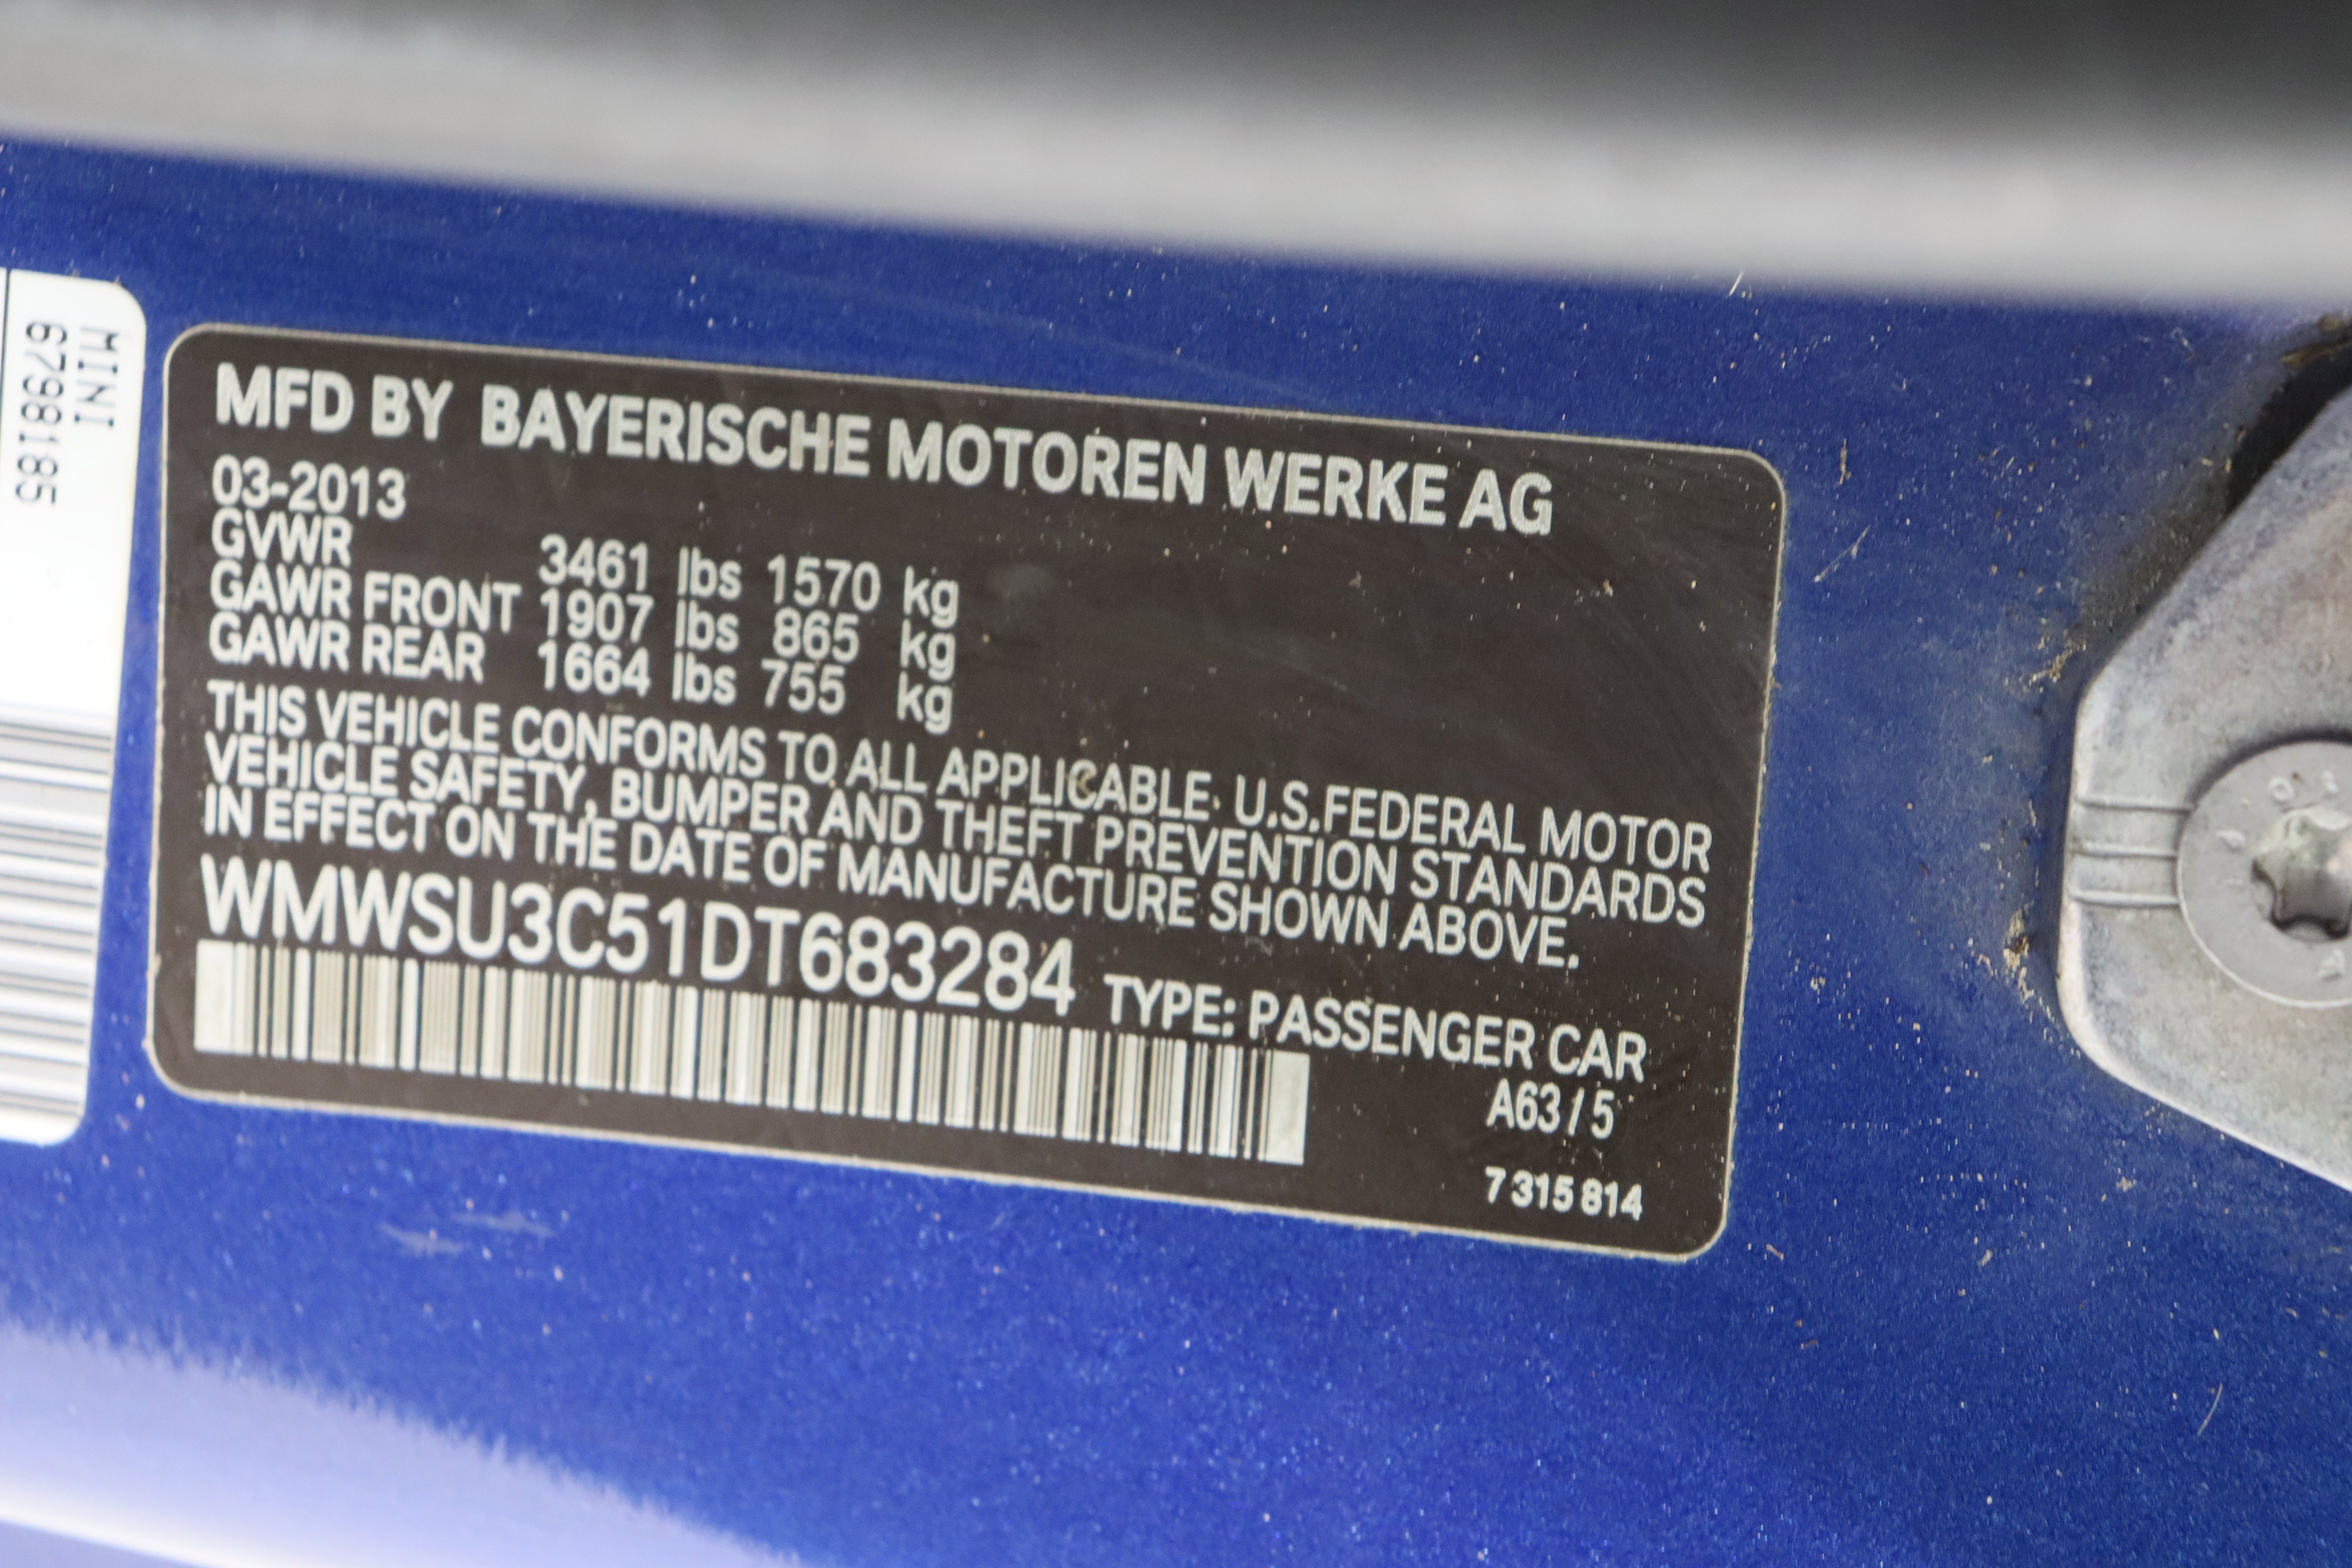 MINI
6798185
MFD BY BAYERISCHE MOTOREN WERKE AG
03-2013
GVWR 3461 lbs 1570 kg
GAWR FRONT 1907 lbs 865 kg
GAWR REAR 1664 lbs 755 kg
THIS VEHICLE CONFORMS TO ALL APPLICABLE U.S.FEDERAL MOTOR
VEHICLE SAFETY, BUMPER AND THEFT PREVENTION STANDARDS
IN EFFECT ON THE DATE OF MANUFACTURE SHOWN ABOVE.
WMWSU3C51DT683284 TYPE: PASSENGER CAR
A63/5
7 315 814